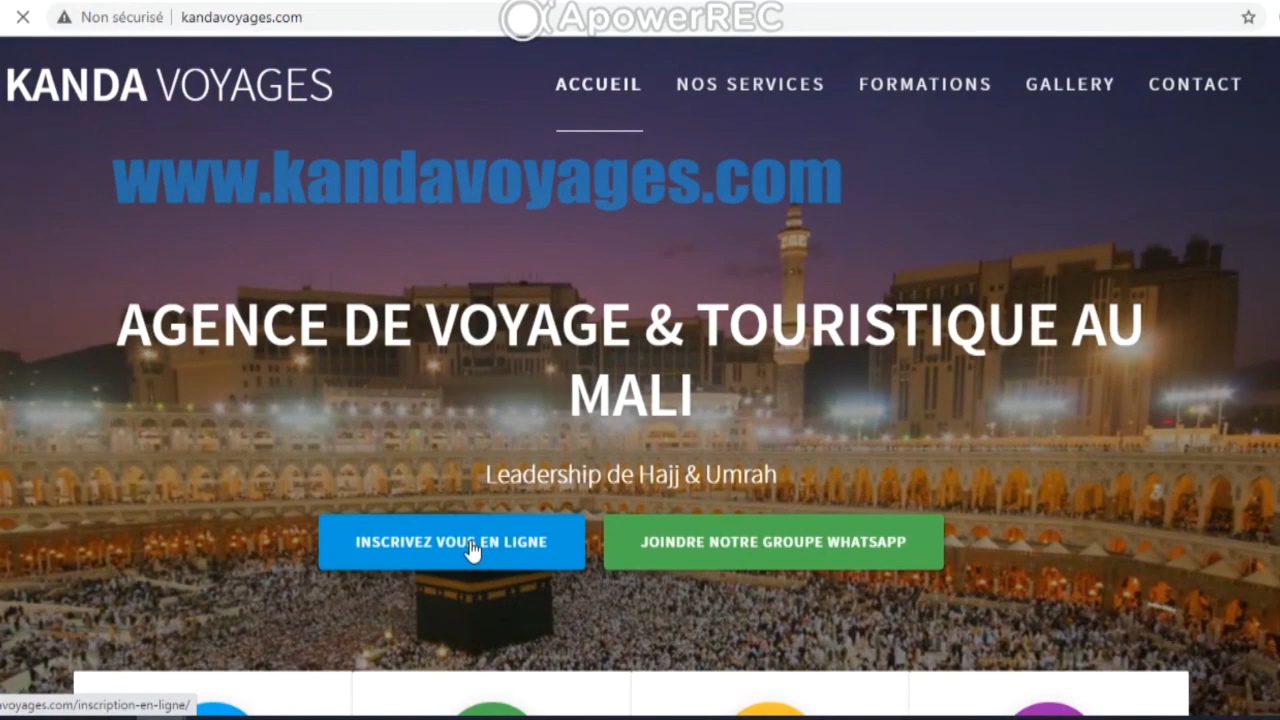 Non sécurisé kandavoyages.com
ApowerREC
KANDA VOYAGES
ACCUEIL NOS SERVICES FORMATIONS GALLERY CONTACT
www.kandavoyages.com
AGENCE DE VOYAGE & TOURISTIQUE AU
MALI
Leadership de Hajj & Umrah
INSCRIVEZ VOUS EN LIGNE JOINDRE NOTRE GROUPE WHATSAPP
avoyages.com/inscription-en-ligne/